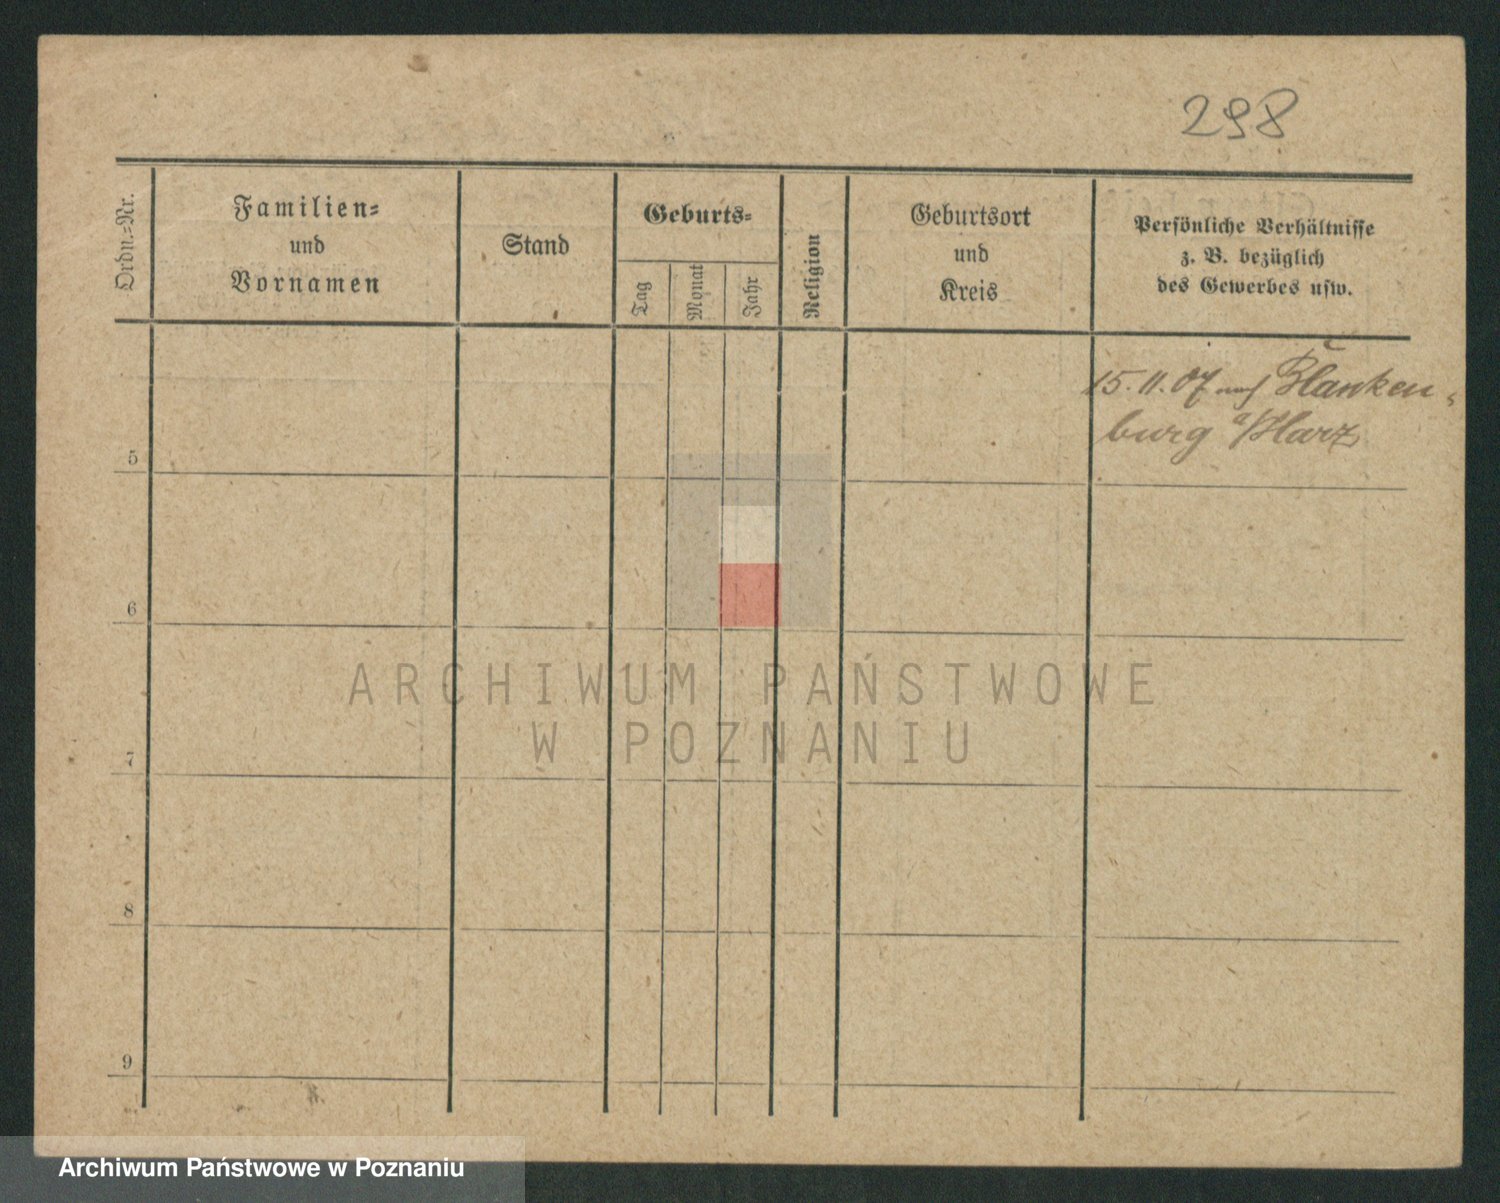 298
Ordn.=Nr.
Familien=
und
Vornamen
Stand
Geburts=
Tag
Monat
Jahr
Religion
Geburtsort
und
Kreis
Persönliche Verhältnisse
z. B. bezüglich
des Gewerbes usw.
15.11.07 nach Blanken-
burg a/Harz
5
6
7
8
9
ARCHIWUM PAŃSTWOWE
W POZNANIU
Archiwum Państwowe w Poznaniu